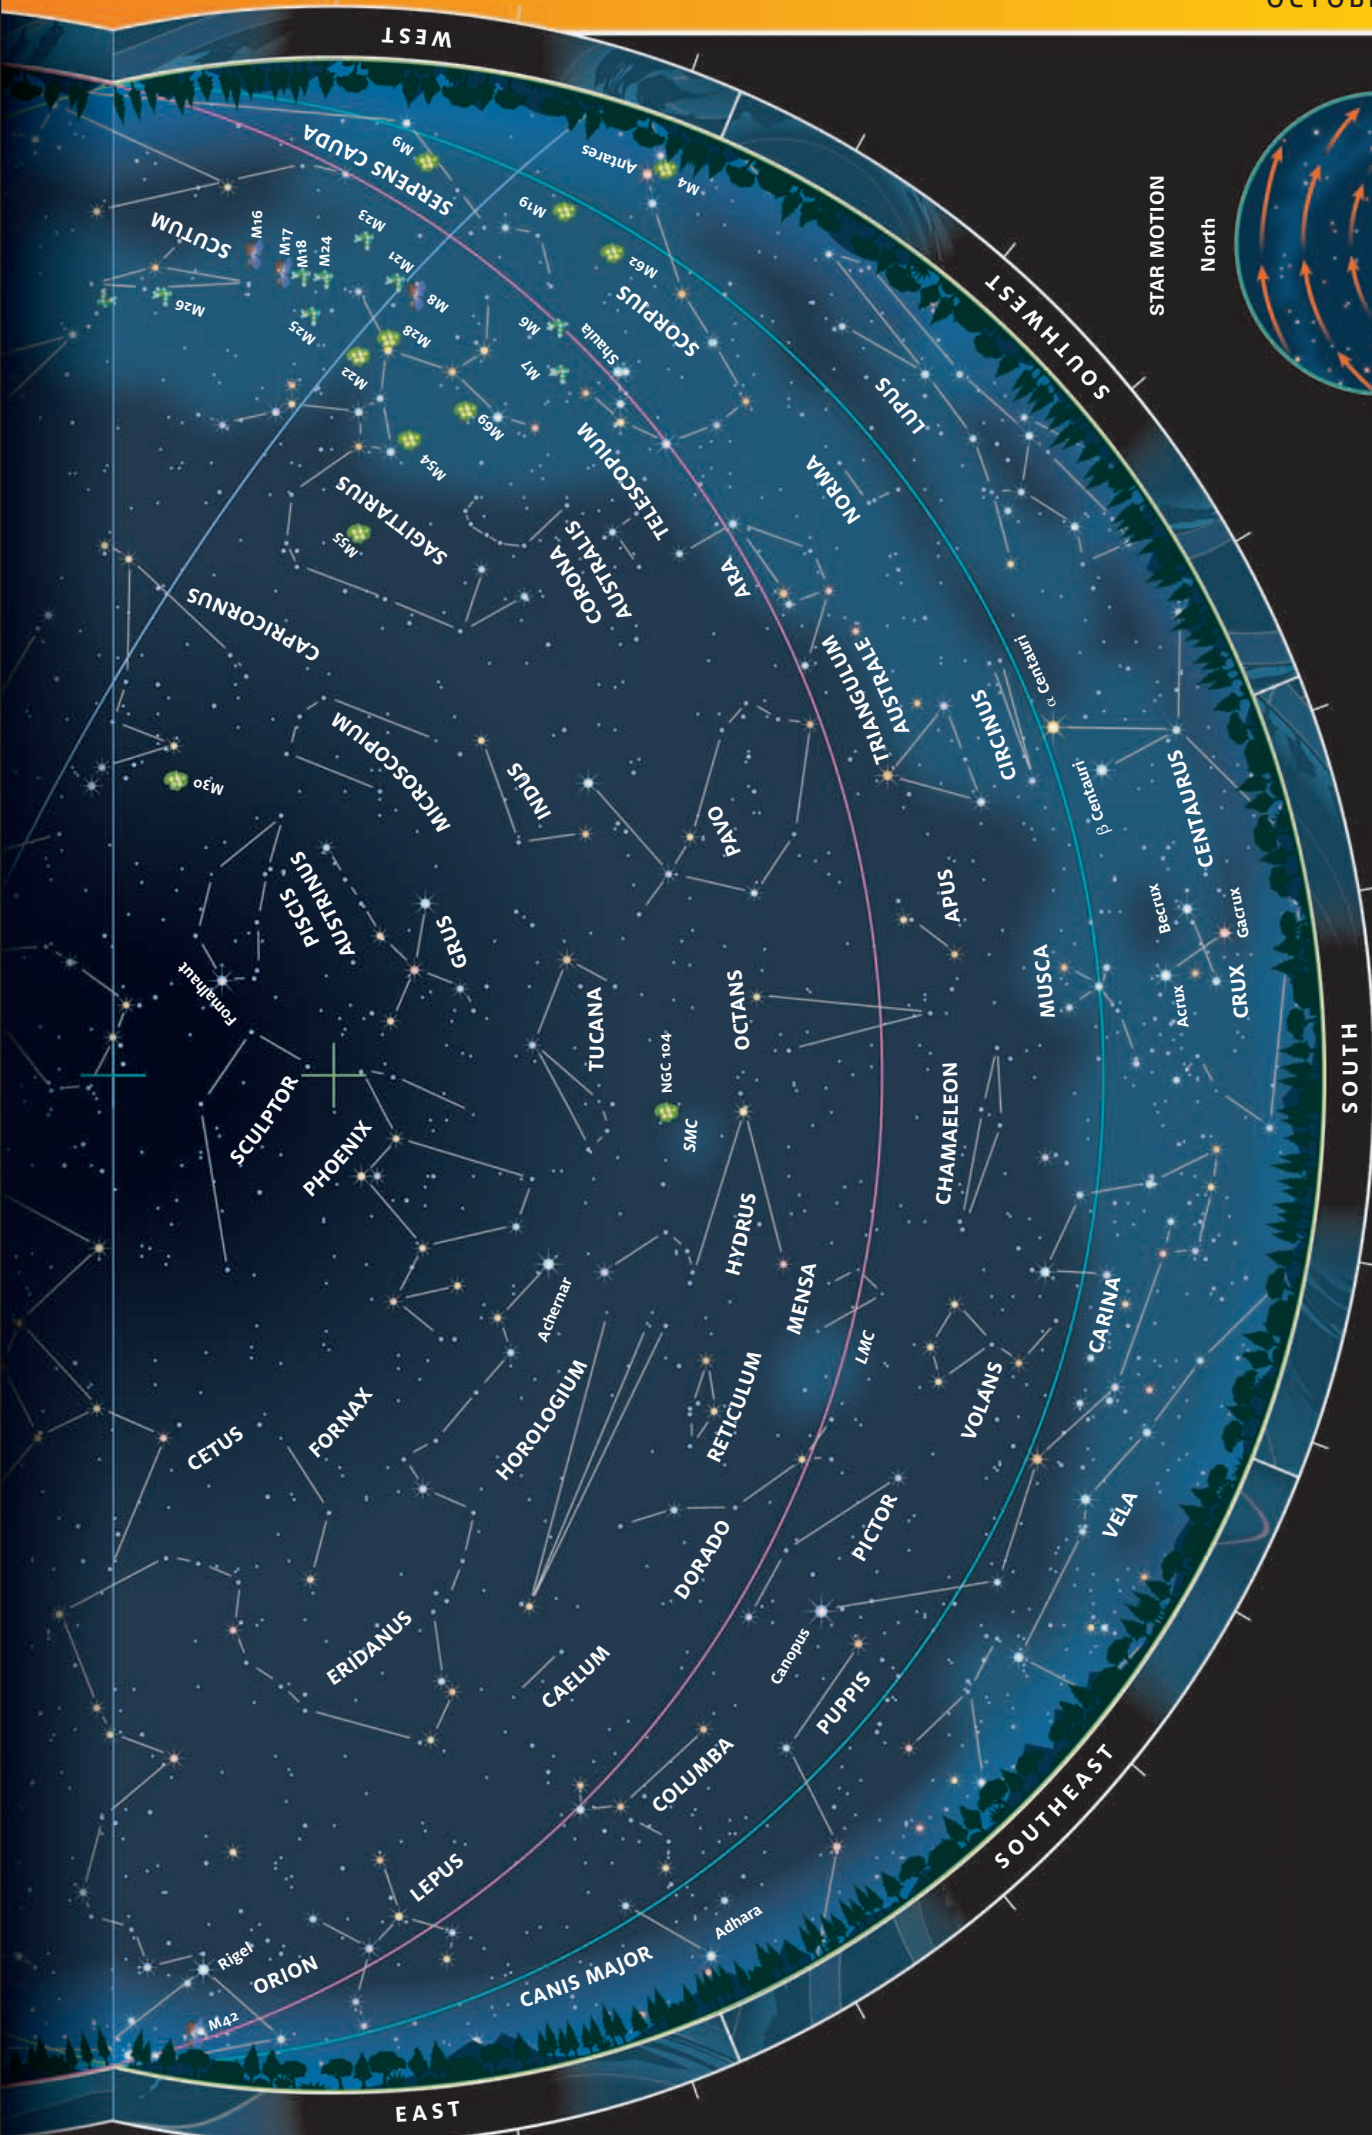 WEST
SERPENS CAUDA
M9
Antares
M4
SCUTUM
M16
M17
M18
M24
M23
M21
M19
M62
M26
M25
M8
M28
M22
M6
M7
Shaula
SCORPIUS
SOUTHWEST
M69
M54
LUPUS
NORMA
TELESCOPIUM
SAGITTARIUS
M55
CORONA
AUSTRALIS
ARA
CAPRICORNUS
TRIANGULUM
AUSTRALE
α Centauri
CIRCINUS
MICROSCOPIUM
M30
INDUS
PAVO
β Centauri
CENTAURUS
PISCIS
AUSTRINUS
GRUS
APUS
Becrux
Gacrux
Fomalhaut
TUCANA
OCTANS
MUSCA
Acrux
CRUX
NGC 104
SMC
SOUTH
SCULPTOR
PHOENIX
CHAMAELEON
HYDRUS
MENSA
Achernar
LMC
CARINA
HOROLOGIUM
RETICULUM
VOLANS
CETUS
FORNAX
DORADO
PICTOR
VELA
ERIDANUS
CAELUM
Canopus
PUPPIS
COLUMBA
SOUTHEAST
LEPUS
Rigel
ORION
M42
CANIS MAJOR
Adhara
EAST
STAR MOTION
North